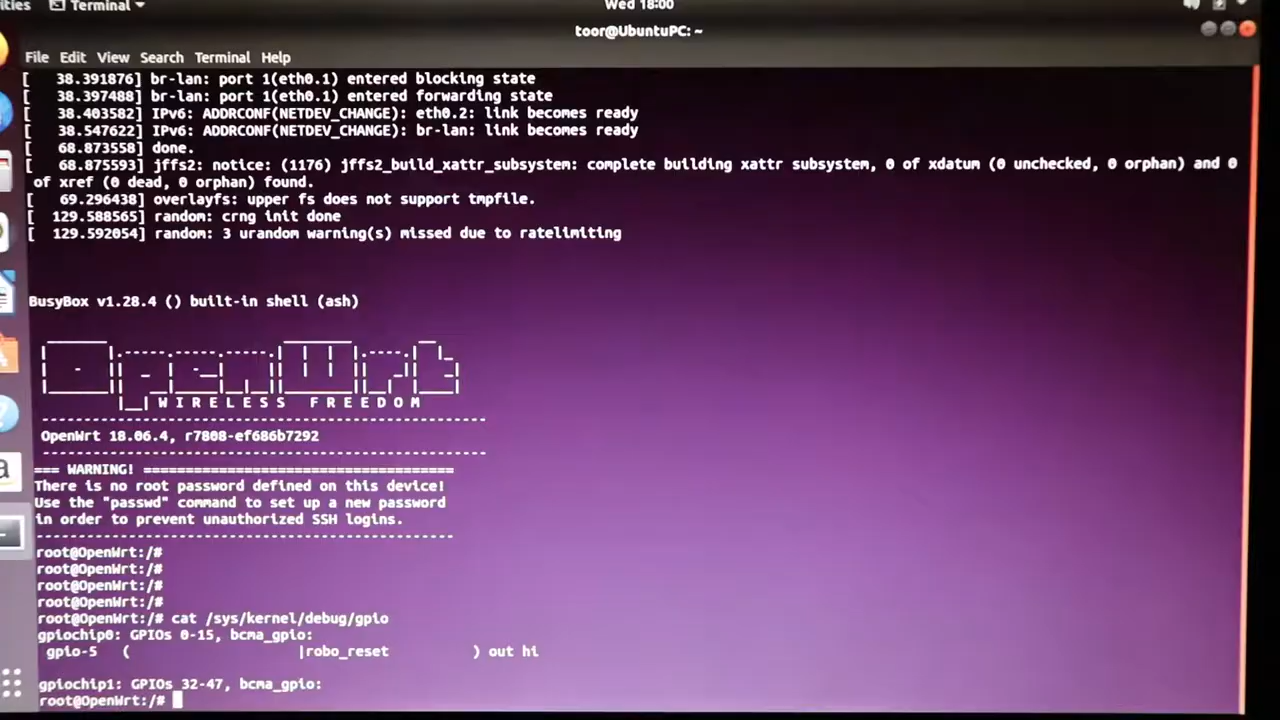 ities Terminal
Wed 18:00
toor@UbuntuPC: ~
File Edit View Search Terminal Help
[ 38.391876] br-lan: port 1(eth0.1) entered blocking state
[ 38.397488] br-lan: port 1(eth0.1) entered forwarding state
[ 38.403582] IPv6: ADDRCONF(NETDEV_CHANGE): eth0.2: link becomes ready
[ 38.547622] IPv6: ADDRCONF(NETDEV_CHANGE): br-lan: link becomes ready
[ 68.873558] done.
[ 68.875593] jffs2: notice: (1176) jffs2_build_xattr_subsystem: complete building xattr subsystem, 0 of xdatum (0 unchecked, 0 orphan) and 0
of xref (0 dead, 0 orphan) found.
[ 69.296438] overlayfs: upper fs does not support tmpfile.
[ 129.588565] random: crng init done
[ 129.592054] random: 3 urandom warning(s) missed due to ratelimiting
BusyBox v1.28.4 () built-in shell (ash)
OpenWrt
W I R E L E S S   F R E E D O M
-----------------------------------------------------
OpenWrt 18.06.4, r7808-ef686b7292
-----------------------------------------------------
=== WARNING! =====================================
There is no root password defined on this device!
Use the "passwd" command to set up a new password
in order to prevent unauthorized SSH logins.
--------------------------------------------------
root@OpenWrt:/#
root@OpenWrt:/#
root@OpenWrt:/#
root@OpenWrt:/#
root@OpenWrt:/# cat /sys/kernel/debug/gpio
gpiochip0: GPIOs 0-15, bcma_gpio:
gpio-5 ( |robo_reset ) out hi
gpiochip1: GPIOs 32-47, bcma_gpio:
root@OpenWrt:/#